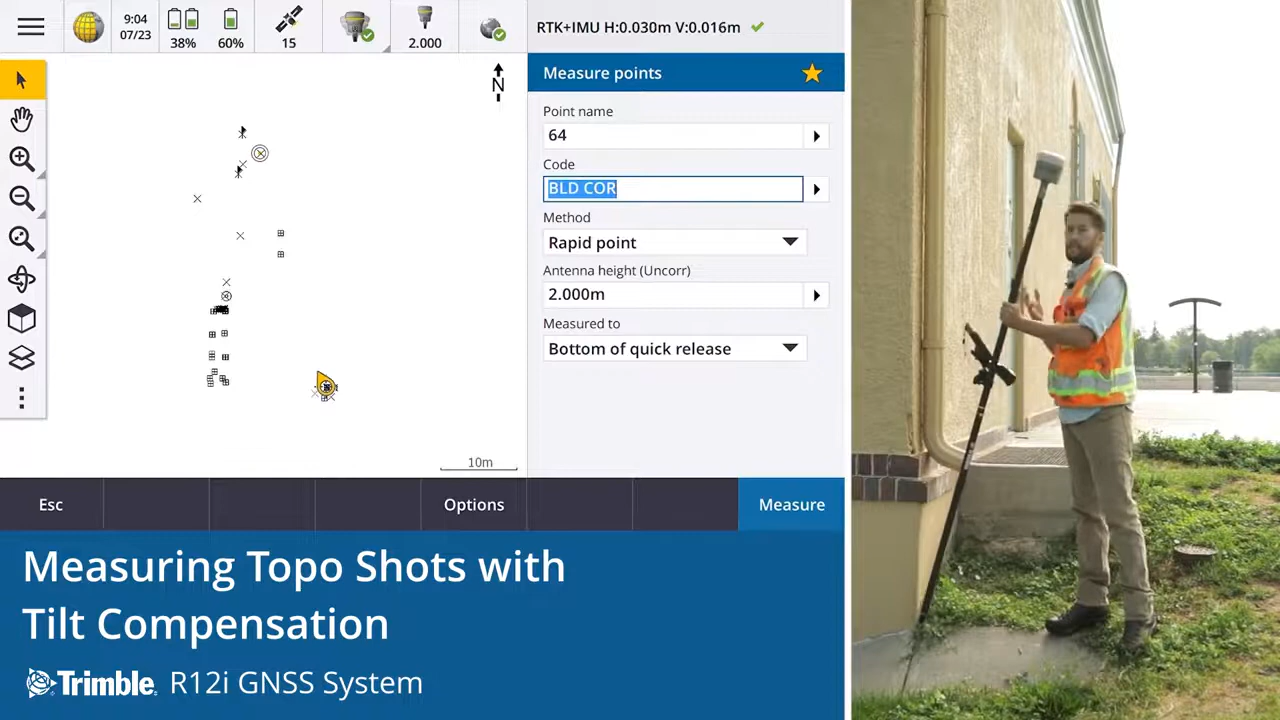 9:04
07/23
38%
60%
15
2.000
RTK+IMU H:0.030m V:0.016m
N
10m
Measure points
Point name
64
Code
BLD COR
Method
Rapid point
Antenna height (Uncorr)
2.000m
Measured to
Bottom of quick release
Esc
Options
Measure
Measuring Topo Shots with
Tilt Compensation
Trimble R12i GNSS System